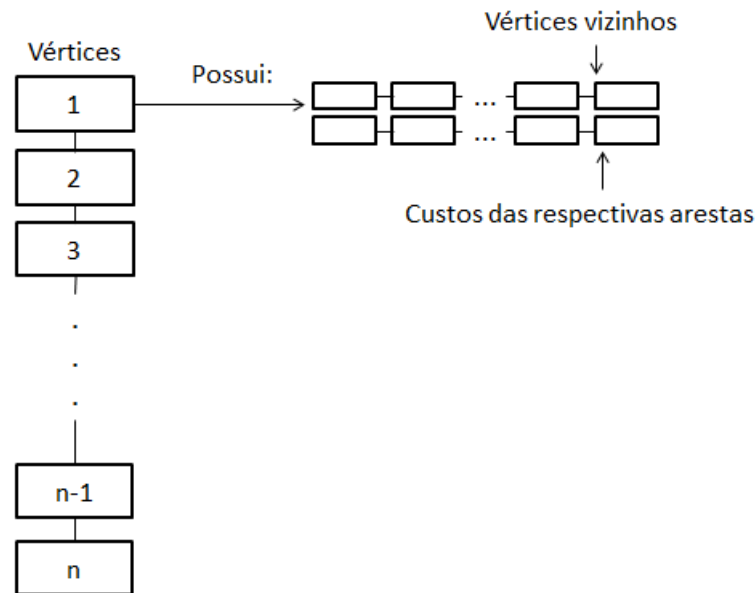 Vértices vizinhos
Vértices
Possui:
1
...
...
2
Custos das respectivas arestas
3
.
.
.
n-1
n